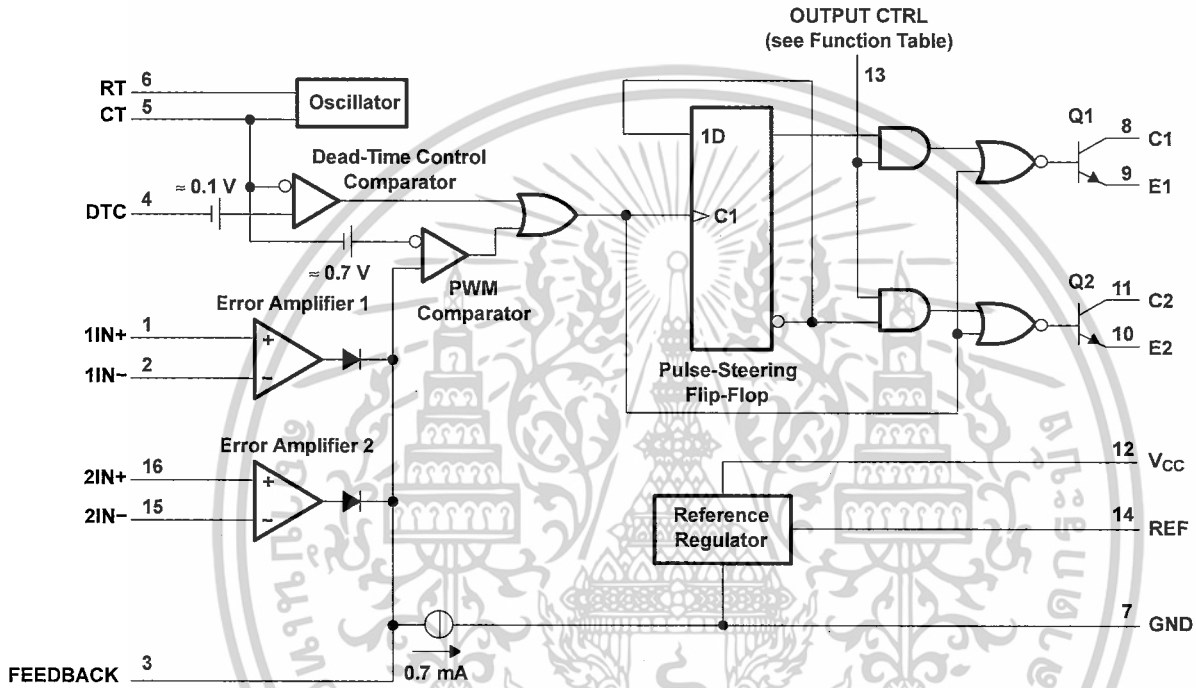 OUTPUT CTRL
(see Function Table)
13
RT 6
CT 5
Oscillator
Dead-Time Control
Comparator
≈ 0.1 V
DTC 4
≈ 0.7 V
PWM
Comparator
1D
C1
Pulse-Steering
Flip-Flop
Q1
8 C1
9 E1
Q2
11 C2
10 E2
Error Amplifier 1
1IN+ 1
+
1IN− 2
−
Error Amplifier 2
2IN+ 16
+
2IN− 15
−
12 VCC
Reference
Regulator
14 REF
7 GND
0.7 mA
FEEDBACK 3